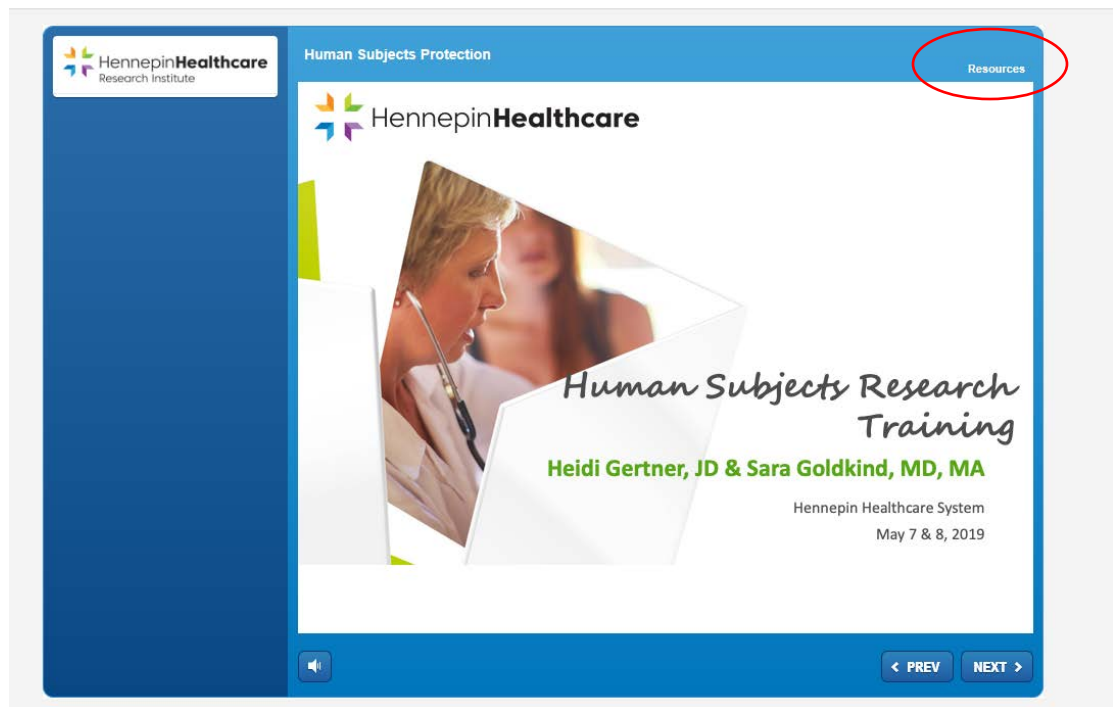 HennepinHealthcare
Research Institute
Human Subjects Protection
Resources
HennepinHealthcare
Human Subjects Research
Training
Heidi Gertner, JD & Sara Goldkind, MD, MA
Hennepin Healthcare System
May 7 & 8, 2019
< PREV
NEXT >